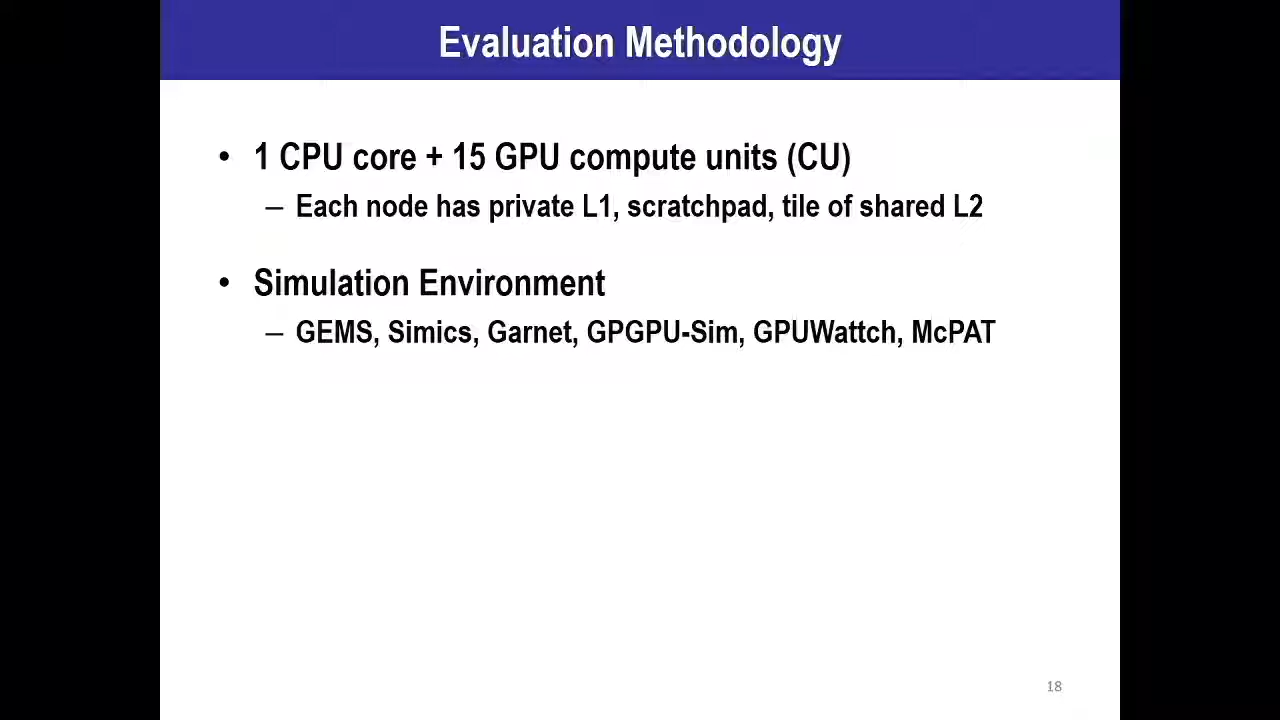 Evaluation Methodology
• 1 CPU core + 15 GPU compute units (CU)
– Each node has private L1, scratchpad, tile of shared L2
• Simulation Environment
– GEMS, Simics, Garnet, GPGPU-Sim, GPUWattch, McPAT
18